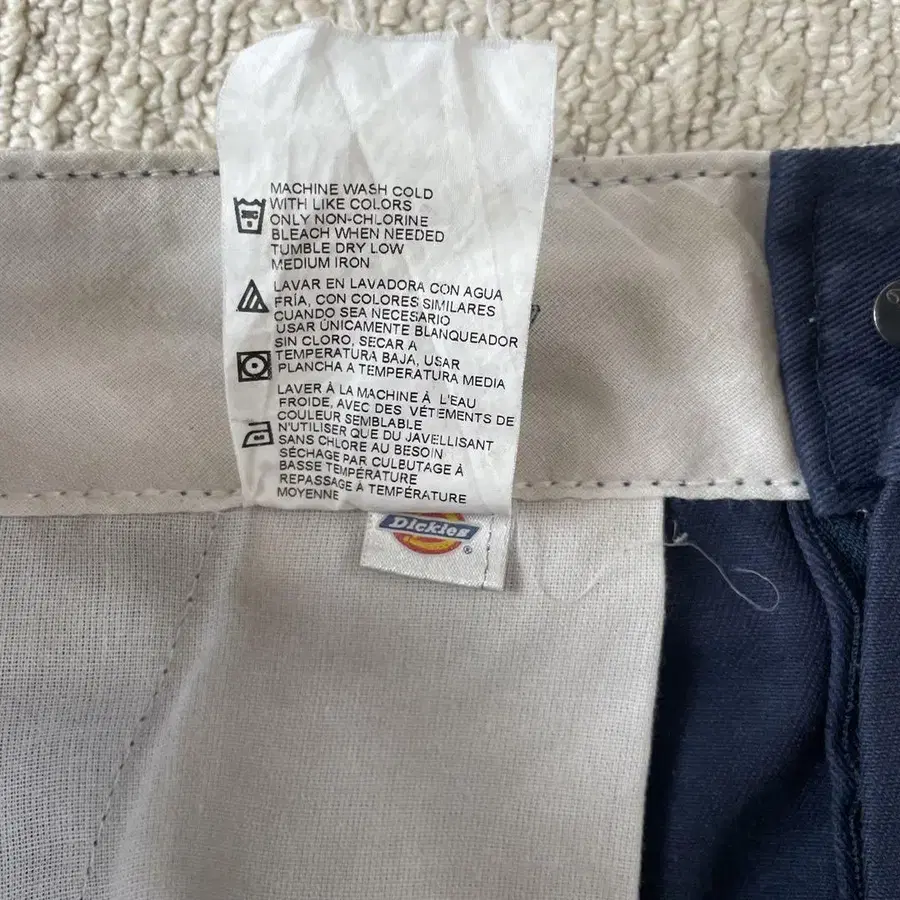 MACHINE WASH COLD
WITH LIKE COLORS
ONLY NON-CHLORINE
BLEACH WHEN NEEDED
TUMBLE DRY LOW
MEDIUM IRON
LAVAR EN LAVADORA CON AGUA
FRÍA, CON COLORES SIMILARES
CUANDO SEA NECESARIO
USAR ÚNICAMENTE BLANQUEADOR
SIN CLORO, SECAR A
TEMPERATURA BAJA, USAR
PLANCHA A TEMPERATURA MEDIA
LAVER À LA MACHINE À L'EAU
FROIDE, AVEC DES VÉTEMENTS DE
COULEUR SEMBLABLE
N'UTILISER QUE DU JAVELLISANT
SANS CHLORE AU BESOIN
SÉCHAGE PAR CULBUTAGE À
BASSE TEMPÉRATURE
REPASSAGE À TEMPÉRATURE
MOYENNE
Dickies®